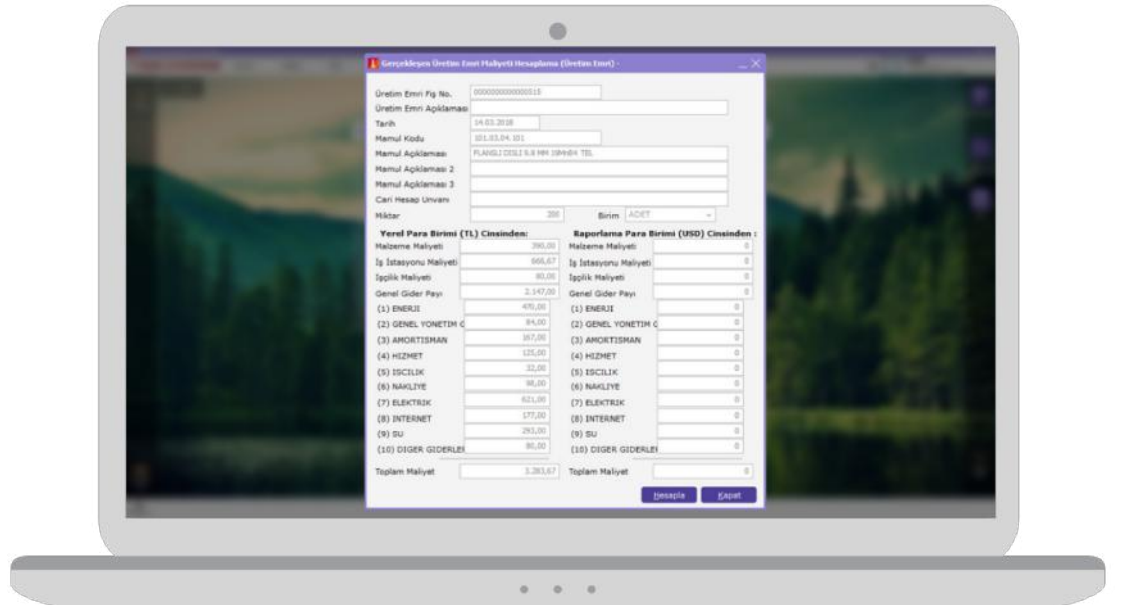 Gerçekleşen Üretim Emri Maliyeti Hesaplama (Üretim Emri) -
Üretim Emri Fiş No. 0000000000000515
Üretim Emri Açıklaması
Tarih 14.03.2018
Mamul Kodu 101.03.04.101
Mamul Açıklaması FLANSLI DISLI 9.8 MM TEL
Mamul Açıklaması 2
Mamul Açıklaması 3
Cari Hesap Unvanı
Miktar 200 Birim ADET
Yerel Para Birimi (TL) Cinsinden: Raporlama Para Birimi (USD) Cinsinden :
Malzeme Maliyeti 390,00 Malzeme Maliyeti 0
İş İstasyonu Maliyeti 666,67 İş İstasyonu Maliyeti 0
İşçilik Maliyeti 80,00 İşçilik Maliyeti 0
Genel Gider Payı 2.147,00 Genel Gider Payı 0
(1) ENERJI 470,00 (1) ENERJI 0
(2) GENEL YONETIM G 84,00 (2) GENEL YONETIM G 0
(3) AMORTISMAN 167,00 (3) AMORTISMAN 0
(4) HIZMET 125,00 (4) HIZMET 0
(5) ISCILIK 32,00 (5) ISCILIK 0
(6) NAKLIYE 98,00 (6) NAKLIYE 0
(7) ELEKTRIK 621,00 (7) ELEKTRIK 0
(8) INTERNET 177,00 (8) INTERNET 0
(9) SU 293,00 (9) SU 0
(10) DIGER GIDERLER 80,00 (10) DIGER GIDERLER 0
Toplam Maliyet 3.283,67 Toplam Maliyet 0
Hesapla Kapat